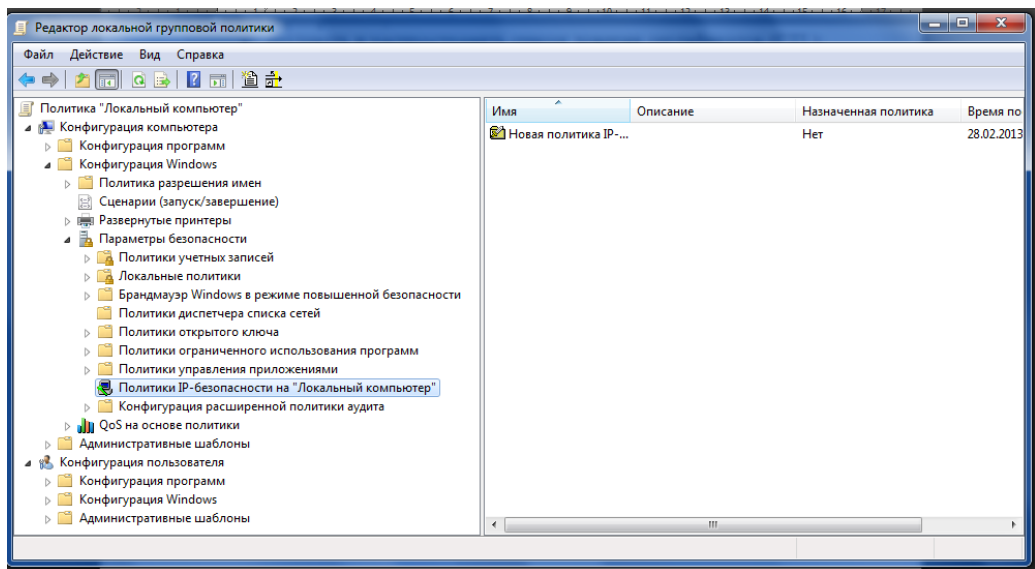 Редактор локальной групповой политики
Файл Действие Вид Справка
Политика "Локальный компьютер"
Конфигурация компьютера
Конфигурация программ
Конфигурация Windows
Политика разрешения имен
Сценарии (запуск/завершение)
Развернутые принтеры
Параметры безопасности
Политики учетных записей
Локальные политики
Брандмауэр Windows в режиме повышенной безопасности
Политики диспетчера списка сетей
Политики открытого ключа
Политики ограниченного использования программ
Политики управления приложениями
Политики IP-безопасности на "Локальный компьютер"
Конфигурация расширенной политики аудита
QoS на основе политики
Административные шаблоны
Конфигурация пользователя
Конфигурация программ
Конфигурация Windows
Административные шаблоны
Имя Описание Назначенная политика Время по
Новая политика IP-... Нет 28.02.2013